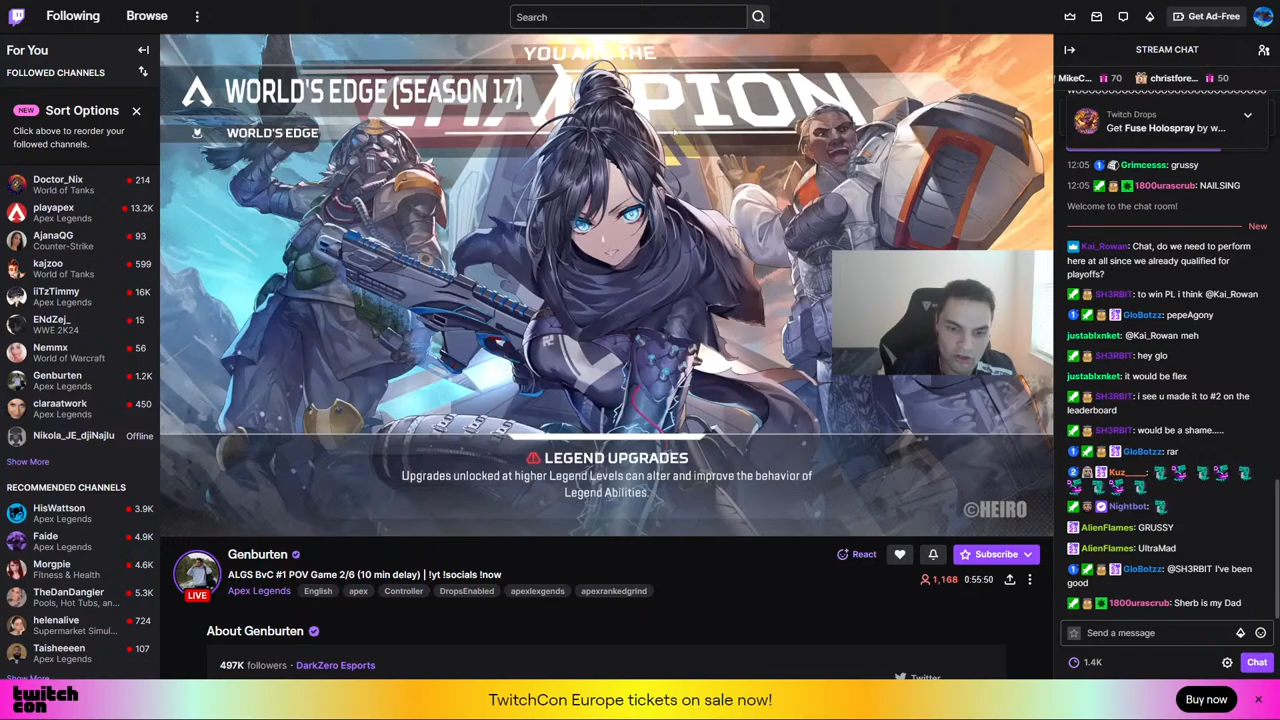 Following
Browse
Search
Get Ad-Free
For You
FOLLOWED CHANNELS
NEW
Sort Options
Click above to reorder your
followed channels.
Doctor_Nix
214
World of Tanks
playapex
13.2K
Apex Legends
AjanaQG
93
Counter-Strike
kajzoo
599
World of Tanks
iiTzTimmy
16K
Apex Legends
ENdZej_
15
WWE 2K24
Nemmx
56
World of Warcraft
Genburten
1.2K
Apex Legends
claraatwork
450
Apex Legends
Nikola_JE_djiNajlu
Offline
Show More
RECOMMENDED CHANNELS
HisWattson
3.9K
Apex Legends
Faide
4.9K
Apex Legends
Morgpie
4.6K
Fitness & Health
TheDanDangler
5.3K
Pools, Hot Tubs, an...
helenalive
724
Supermarket Simul...
Taisheeeen
107
Apex Legends
YOU ARE THE
WORLD'S EDGE (SEASON 17)
WORLD'S EDGE
LEGEND UPGRADES
Upgrades unlocked at higher Legend Levels can alter and improve the behavior of
Legend Abilities.
©HEIRO
Genburten
LIVE
ALGS BvC #1 POV Game 2/6 (10 min delay) | !yt !socials !now
Apex Legends
English
apex
Controller
DropsEnabled
apexlexgends
apexrankedgrind
React
Subscribe
1,168
0:55:50
About Genburten
497K followers · DarkZero Esports
Twitter
STREAM CHAT
MikeC...
70
christfore...
50
Twitch Drops
Get Fuse Holospray by w...
12:05 Grimcesss: grussy
12:05 1800urascrub: NAILSING
Welcome to the chat room!
New
Kai_Rowan: Chat, do we need to perform
here at all since we already qualified for
playoffs?
SH3RBIT: to win PL i think @Kai_Rowan
GloBotzz: pepeAgony
justablxnket: @Kai_Rowan meh
SH3RBIT: hey glo
justablxnket: it would be flex
SH3RBIT: i see u made it to #2 on the
leaderboard
SH3RBIT: would be a shame.....
GloBotzz: rar
Nightbot:
AlienFlames: GRUSSY
AlienFlames: UltraMad
GloBotzz: @SH3RBIT I've been
good
1800urascrub: Sherb is my Dad
Send a message
1.4K
Chat
twitch
con
TwitchCon Europe tickets on sale now!
Buy now